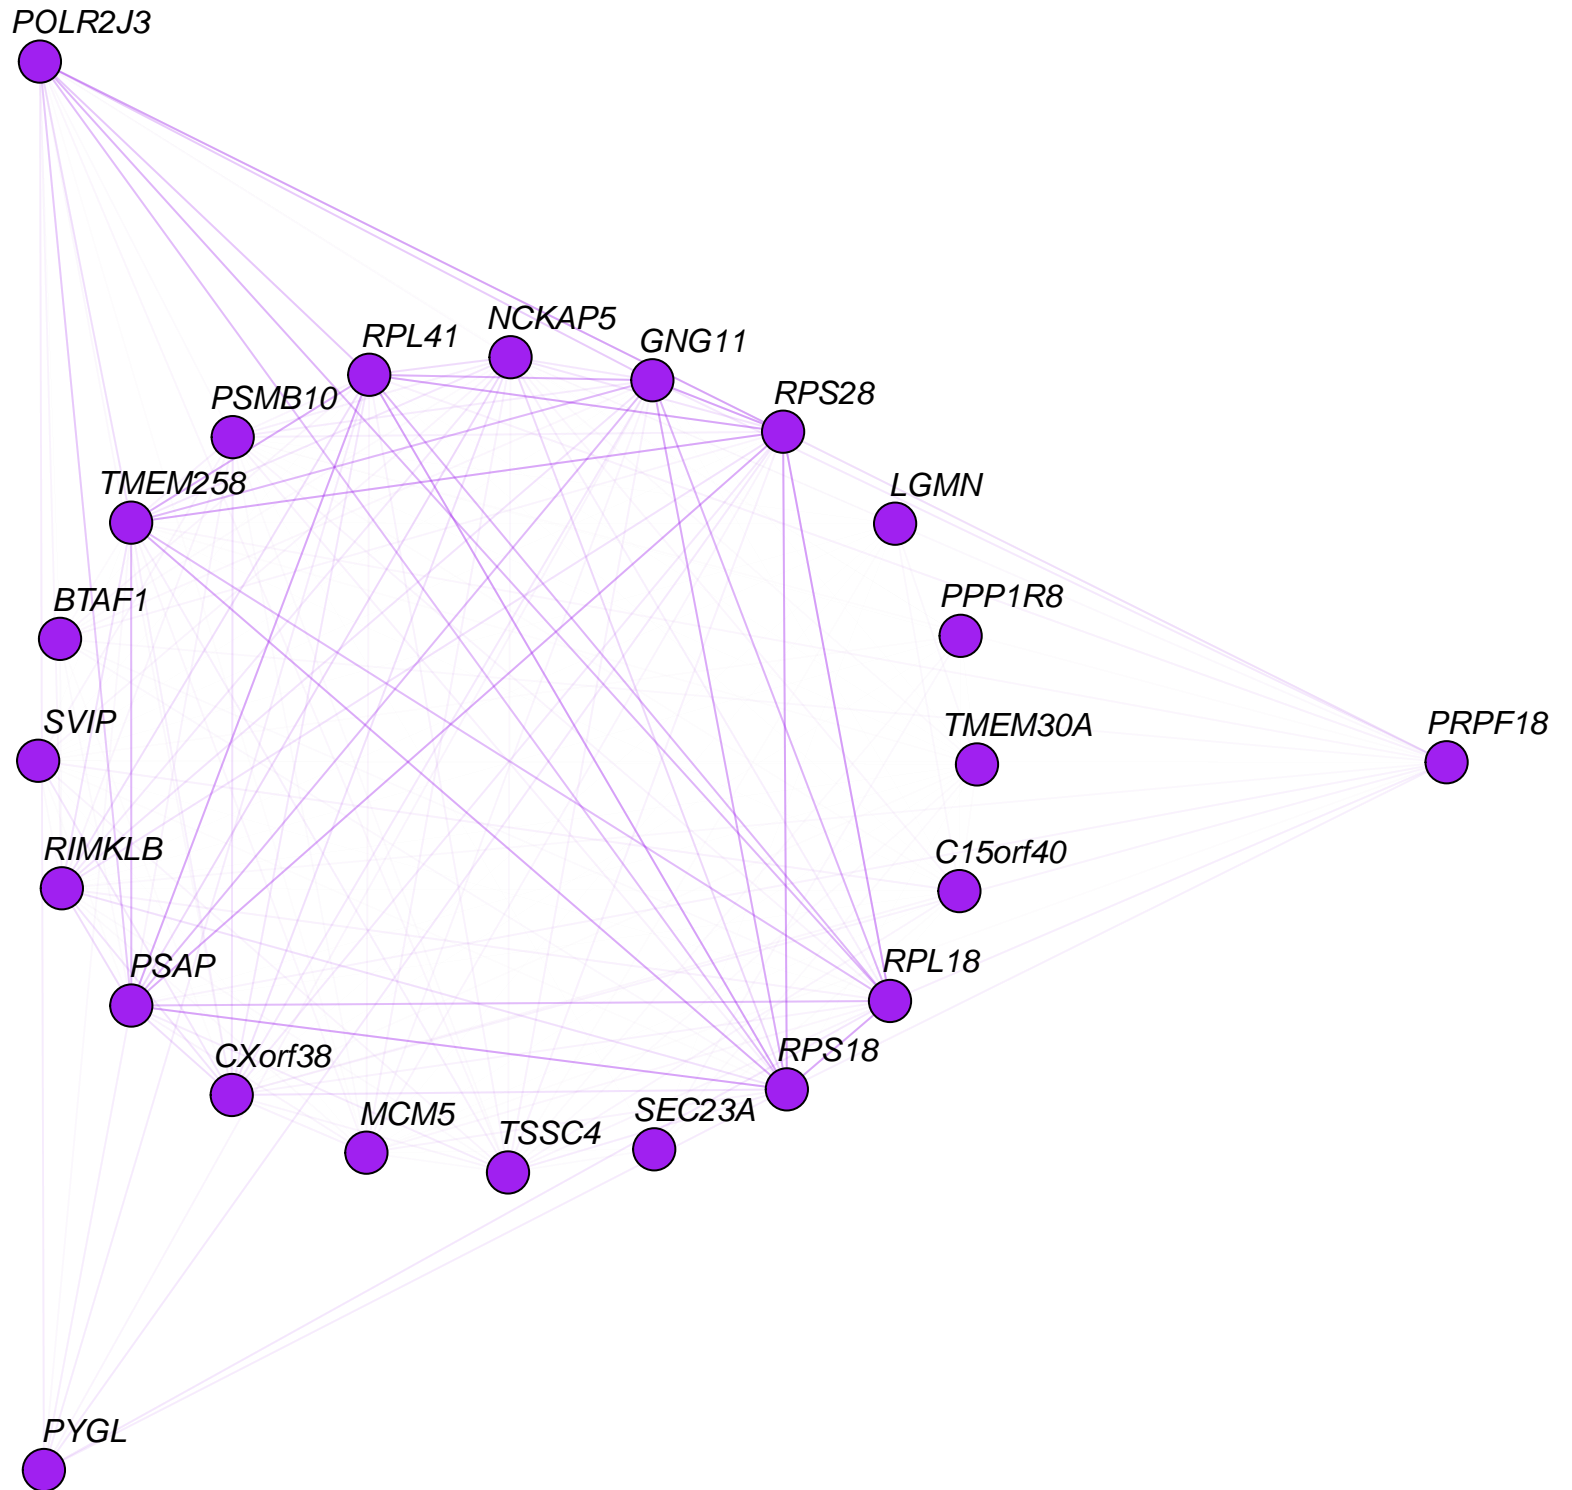 POLR2J3
NCKAP5
RPL41
GNG11
PSMB10
RPS28
TMEM258
LGMN
BTAF1
PPP1R8
SVIP
TMEM30A
PRPF18
RIMKLB
C15orf40
PSAP
RPL18
CXorf38
RPS18
MCM5
SEC23A
TSSC4
PYGL